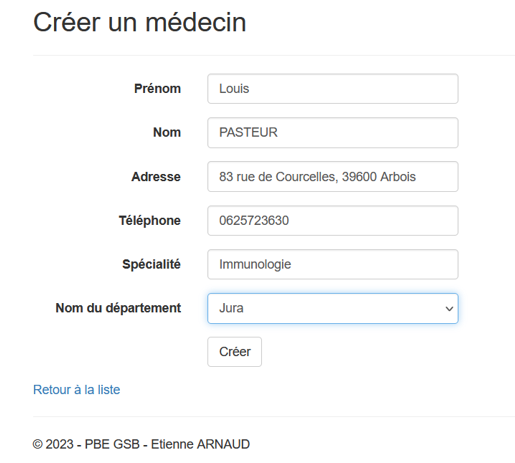 Créer un médecin
Prénom Louis
Nom PASTEUR
Adresse 83 rue de Courcelles, 39600 Arbois
Téléphone 0625723630
Spécialité Immunologie
Nom du département Jura
Créer
Retour à la liste
© 2023 - PBE GSB - Etienne ARNAUD